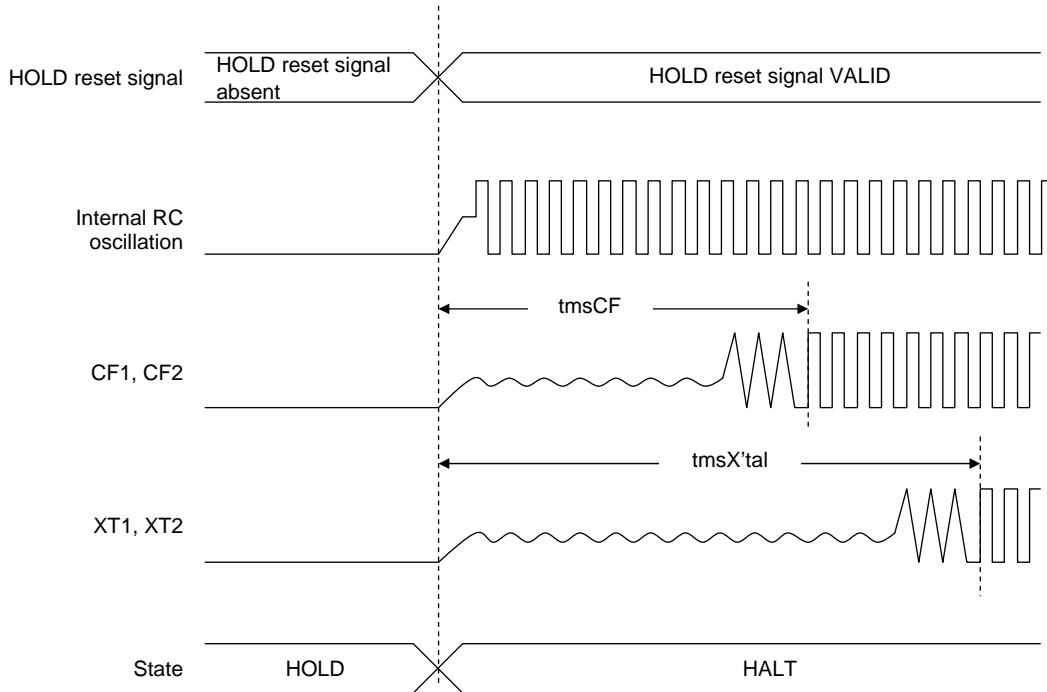 HOLD reset signal
HOLD reset signal
absent
HOLD reset signal VALID
Internal RC
oscillation
tmsCF
CF1, CF2
tmsX’tal
XT1, XT2
State
HOLD
HALT